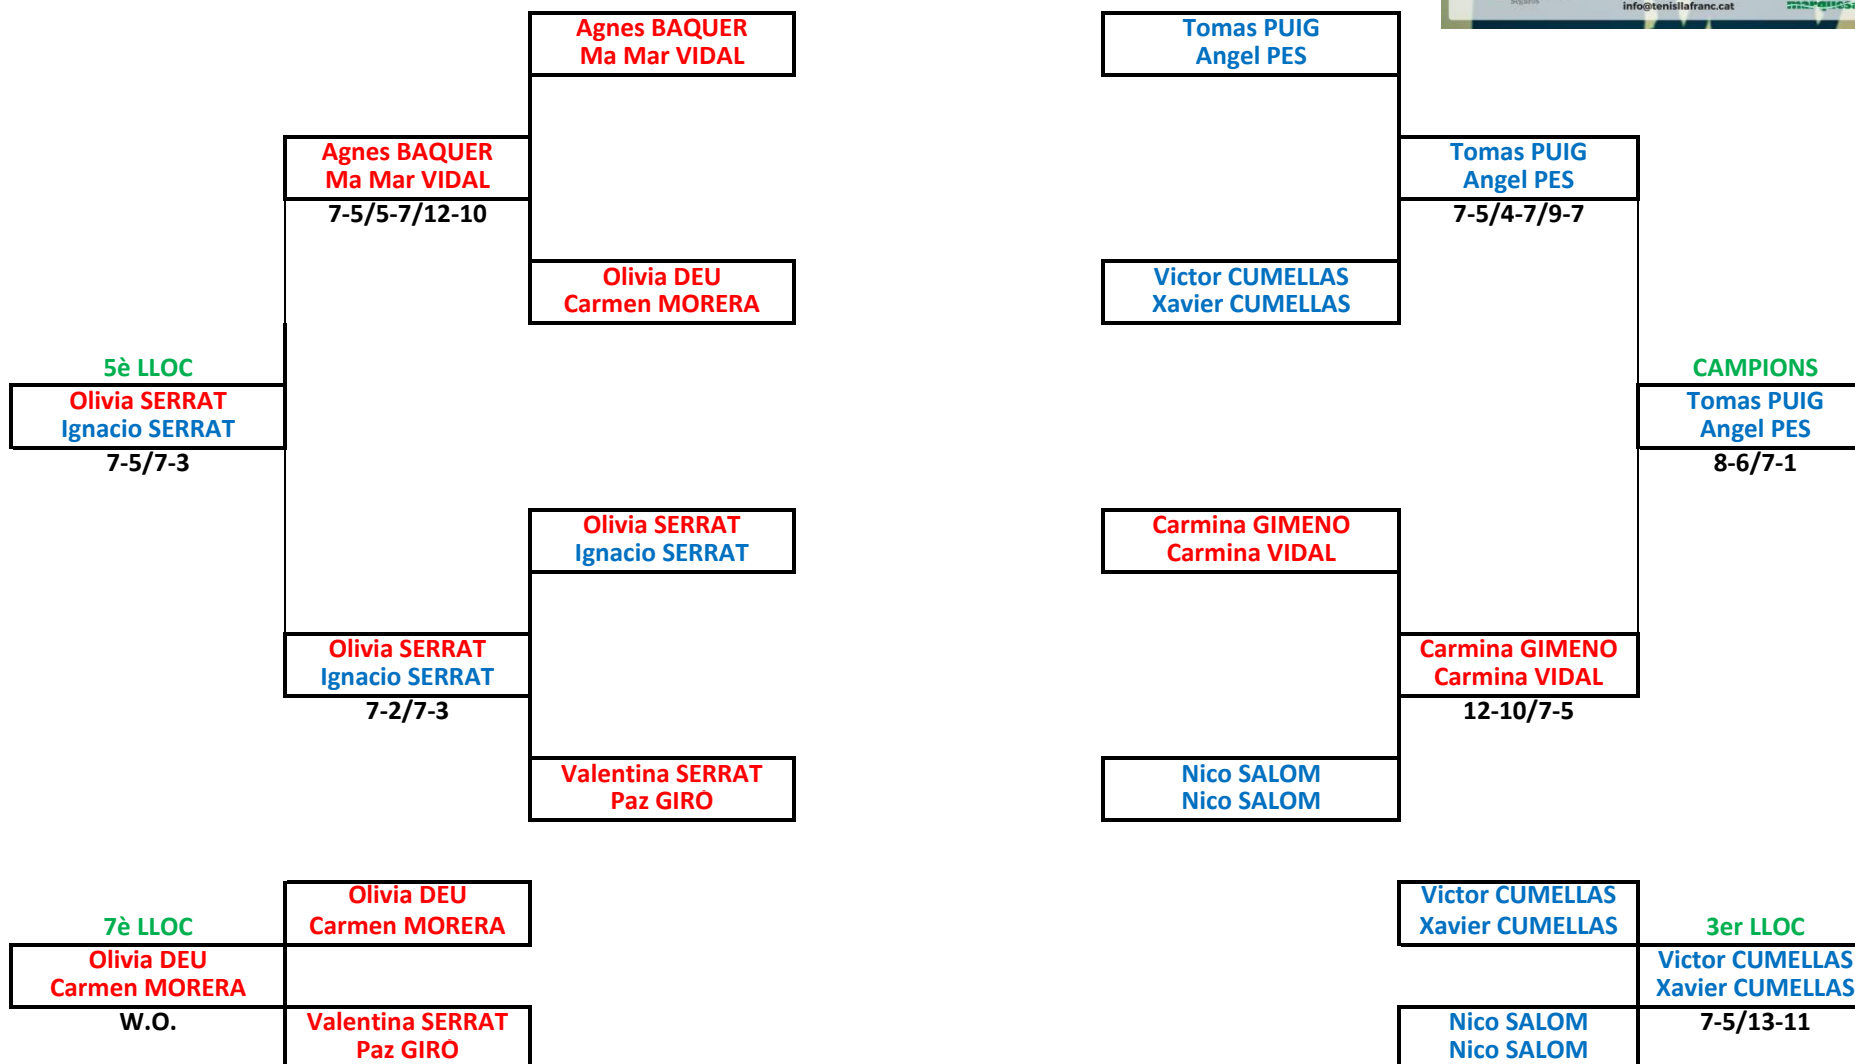 info@tenisllafranc.cat
Agnes BAQUER
Ma Mar VIDAL
Tomas PUIG
Angel PES
Agnes BAQUER
Ma Mar VIDAL
7-5/5-7/12-10
Tomas PUIG
Angel PES
7-5/4-7/9-7
Olivia DEU
Carmen MORERA
Victor CUMELLAS
Xavier CUMELLAS
5è LLOC
Olivia SERRAT
Ignacio SERRAT
7-5/7-3
CAMPIONS
Tomas PUIG
Angel PES
8-6/7-1
Olivia SERRAT
Ignacio SERRAT
Carmina GIMENO
Carmina VIDAL
Olivia SERRAT
Ignacio SERRAT
7-2/7-3
Carmina GIMENO
Carmina VIDAL
12-10/7-5
Valentina SERRAT
Paz GIRÓ
Nico SALOM
Nico SALOM
Olivia DEU
Carmen MORERA
7è LLOC
Olivia DEU
Carmen MORERA
W.O.
Valentina SERRAT
Paz GIRÓ
Victor CUMELLAS
Xavier CUMELLAS
3er LLOC
Victor CUMELLAS
Xavier CUMELLAS
7-5/13-11
Nico SALOM
Nico SALOM